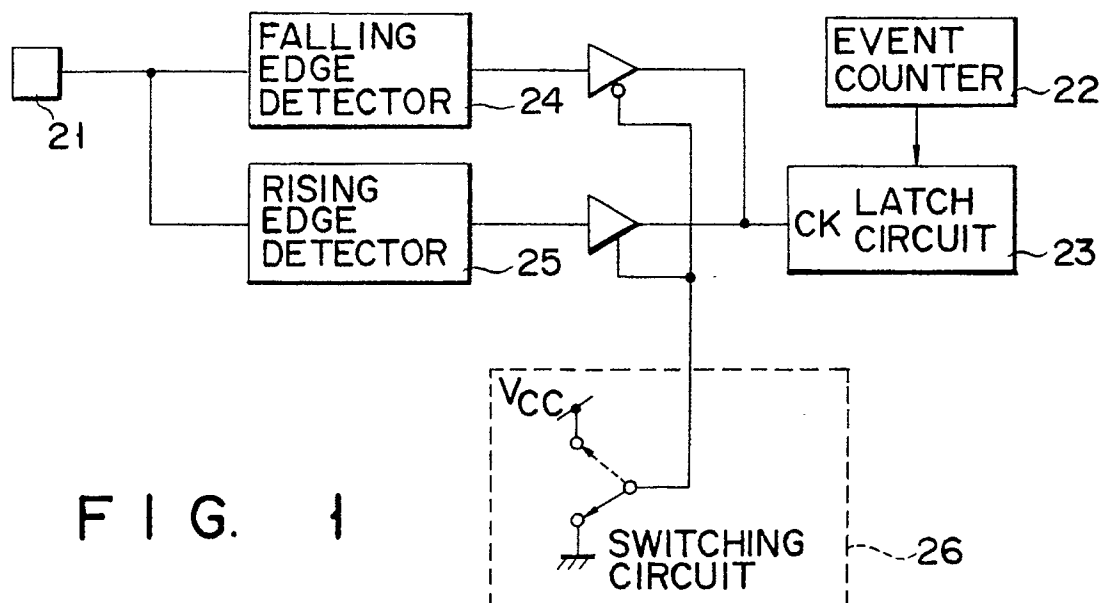 FALLING
EDGE
DETECTOR
24
EVENT
COUNTER
22
21
RISING
EDGE
DETECTOR
25
CK
LATCH
CIRCUIT
23
VCC
SWITCHING
CIRCUIT
26
FIG. 1